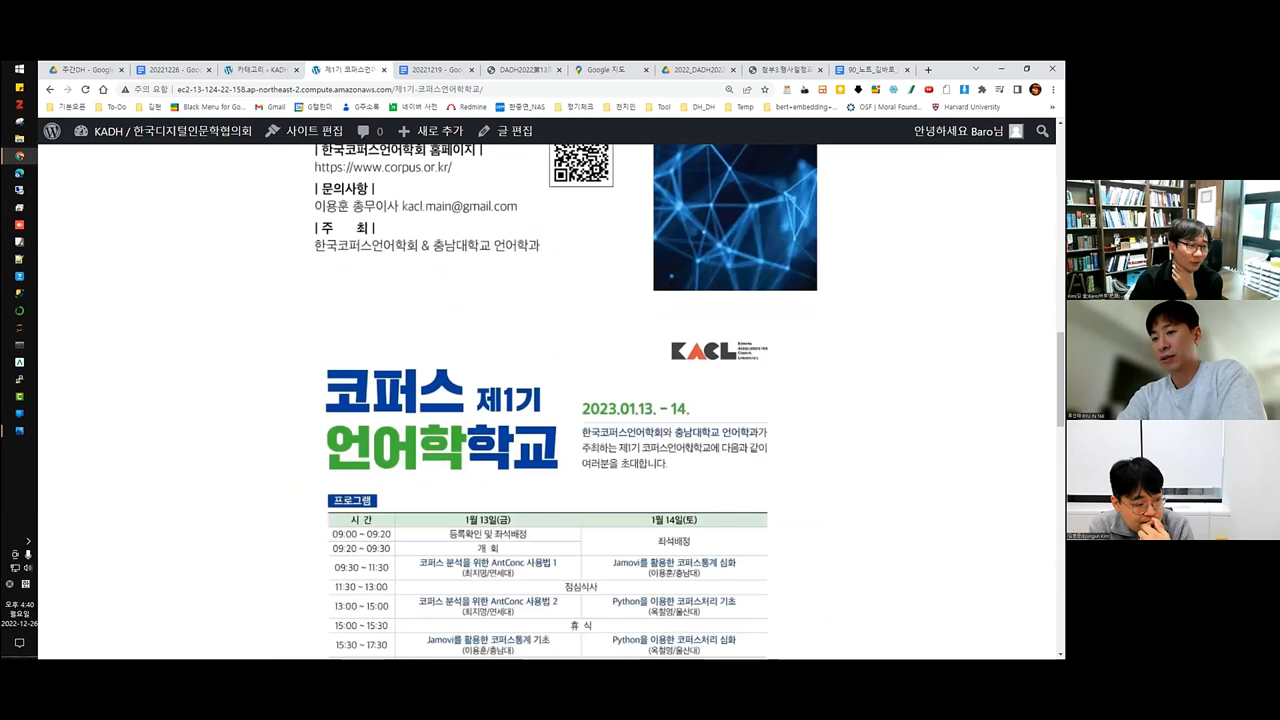 주간DH - Google
20221226 - Goo
카테고리 ‹ KADH
제1기 코퍼스언어
20221219 - Goo
DADH2022第13
Google 지도
2022_DADH2022
첨부3.행사일정표
90_노트_김바로_
주의 요함 | ec2-13-124-22-158.ap-northeast-2.compute.amazonaws.com/제1기-코퍼스언어학학교/
기본오픈 To-Do 김현 Black Menu for Go... Gmail G캘린더 G주소록 네이버 사전 Redmine 한중연_NAS 정기체크 전지인 Tool DH_DH Temp bert+embedding+... OSF | Moral Found... Harvard University
KADH / 한국디지털인문학협의회 사이트 편집 0 새로 추가 글 편집 안녕하세요 Baro님
| 한국코퍼스언어학회 홈페이지 |
https://www.corpus.or.kr/
| 문의사항 |
이용훈 총무이사 kacl.main@gmail.com
| 주 최 |
한국코퍼스언어학회 & 충남대학교 언어학과
KACL
코퍼스 제1기
언어학학교
2023.01.13. - 14.
한국코퍼스언어학회와 충남대학교 언어학과가
주최하는 제1기 코퍼스언어학학교에 다음과 같이
여러분을 초대합니다.
프로그램
시 간 1월 13일(금) 1월 14일(토)
09:00 ~ 09:20 등록확인 및 좌석배정 좌석배정
09:20 ~ 09:30 개 회
09:30 ~ 11:30 코퍼스 분석을 위한 AntConc 사용법 1 Jamovi를 활용한 코퍼스통계 심화
(최지명/연세대) (이용훈/충남대)
11:30 ~ 13:00 점심식사
13:00 ~ 15:00 코퍼스 분석을 위한 AntConc 사용법 2 Python을 이용한 코퍼스처리 기초
(최지명/연세대) (옥철영/울산대)
15:00 ~ 15:30 휴 식
15:30 ~ 17:30 Jamovi를 활용한 코퍼스통계 기초 Python을 이용한 코퍼스처리 심화
(이용훈/충남대) (옥철영/울산대)
오후 4:40
월요일
2022-12-26
류인태 RYU IN TAE